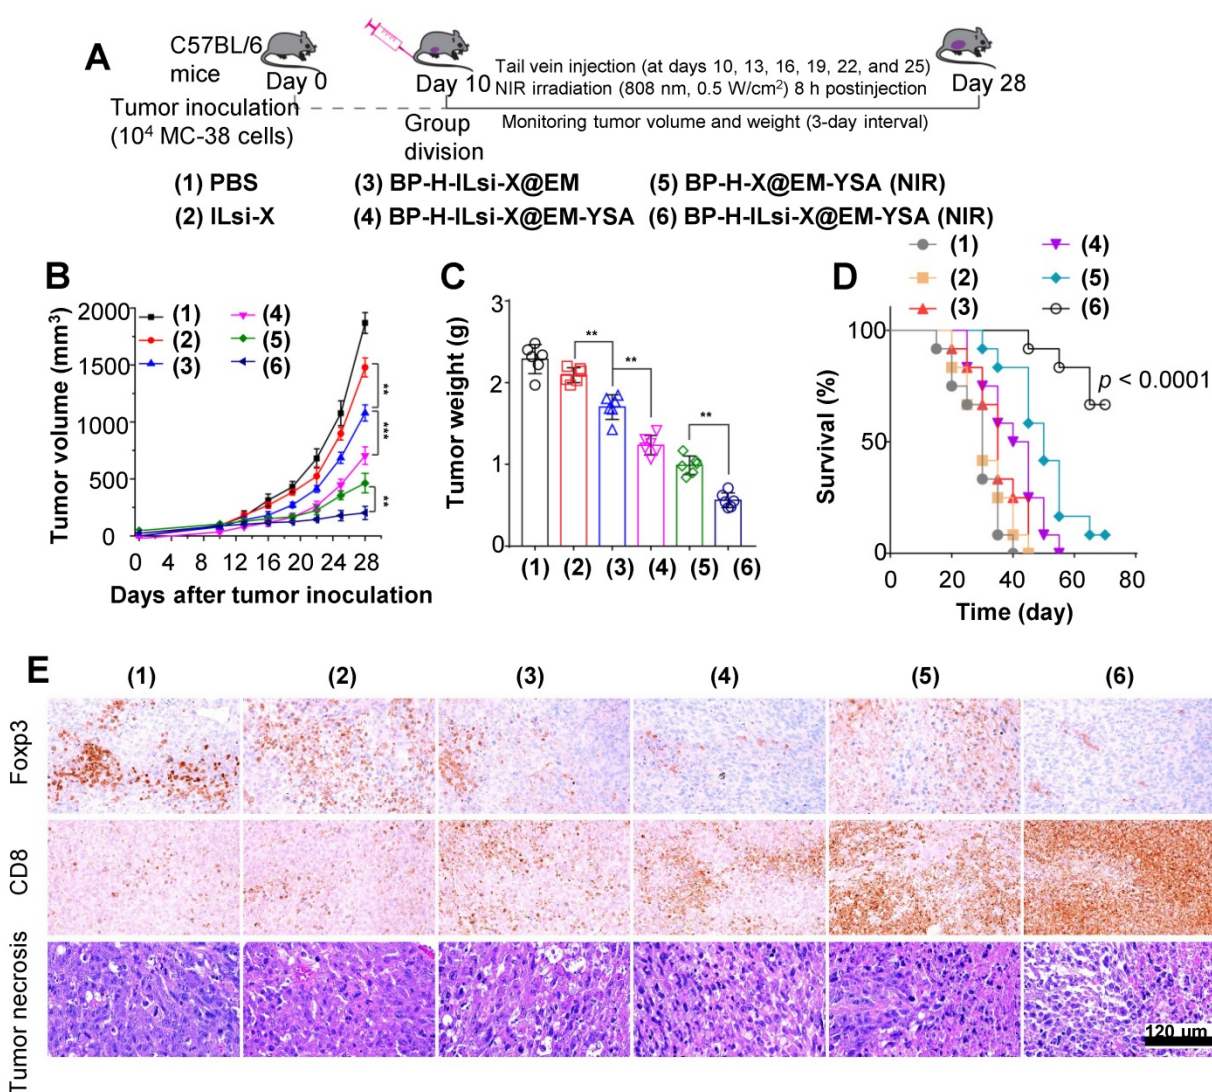 A
C57BL/6
mice
Day 0
Day 10
Day 28
Tail vein injection (at days 10, 13, 16, 19, 22, and 25)
NIR irradiation (808 nm, 0.5 W/cm²) 8 h postinjection
Tumor inoculation
(10⁴ MC-38 cells)
Group
division
Monitoring tumor volume and weight (3-day interval)
(1) PBS
(3) BP-H-ILsi-X@EM
(5) BP-H-X@EM-YSA (NIR)
(2) ILsi-X
(4) BP-H-ILsi-X@EM-YSA
(6) BP-H-ILsi-X@EM-YSA (NIR)
B
Tumor volume (mm³)
2000
1500
1000
500
0
(1)
(2)
(3)
(4)
(5)
(6)
**
***
**
0 4 8 12 16 20 24 28
Days after tumor inoculation
C
Tumor weight (g)
3
2
1
0
**
**
**
(1) (2) (3) (4) (5) (6)
D
(1)
(2)
(3)
(4)
(5)
(6)
Survival (%)
100
50
0
p < 0.0001
0 20 40 60 80
Time (day)
E
(1) (2) (3) (4) (5) (6)
Foxp3
CD8
Tumor necrosis
120 um